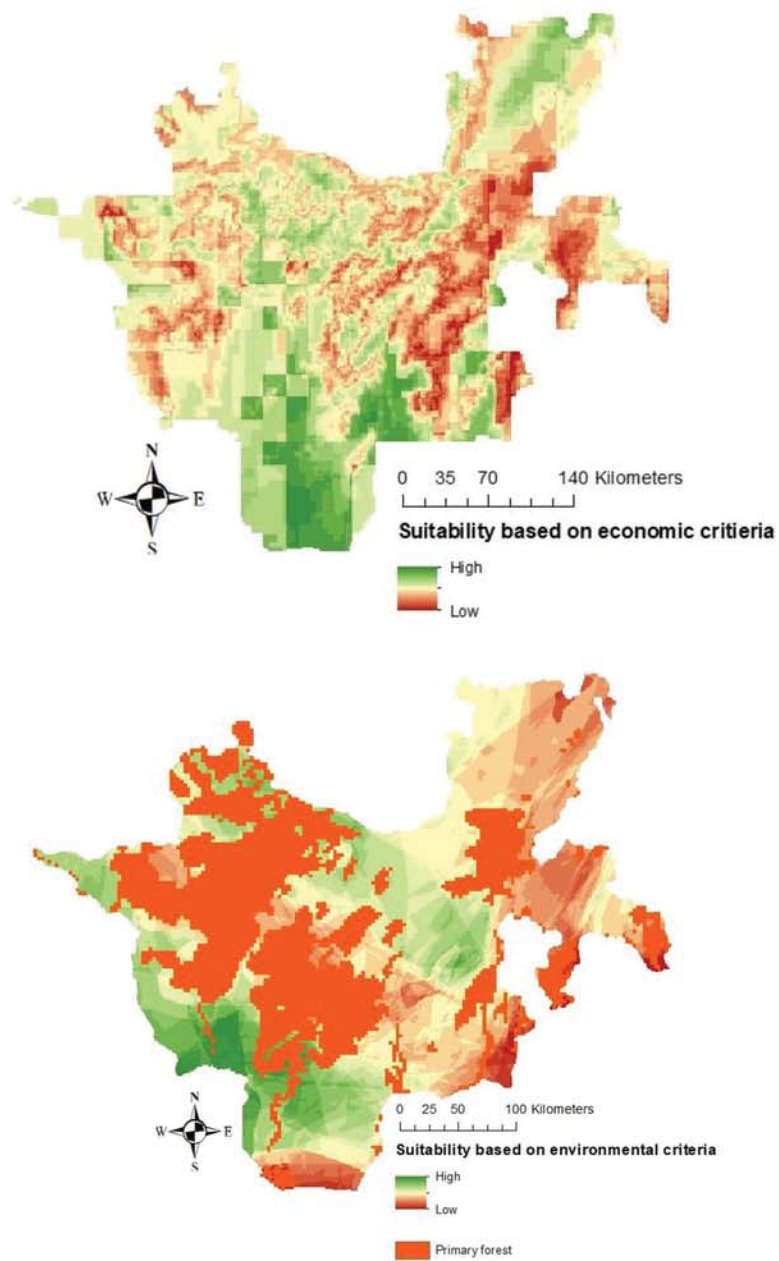 N
W E
S
0 35 70 140 Kilometers
Suitability based on economic critieria
High
Low
N
W E
S
0 25 50 100 Kilometers
Suitability based on environmental criteria
High
Low
Primary forest